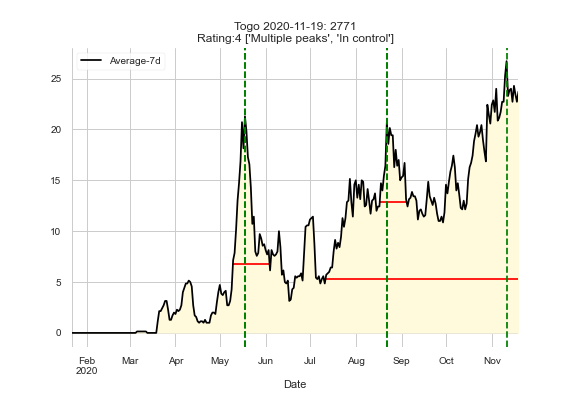 Togo 2020-11-19: 2771
Rating:4 ['Multiple peaks', 'In control']
Average-7d
25
20
15
10
5
0
Feb Mar Apr May Jun Jul Aug Sep Oct Nov
2020
Date